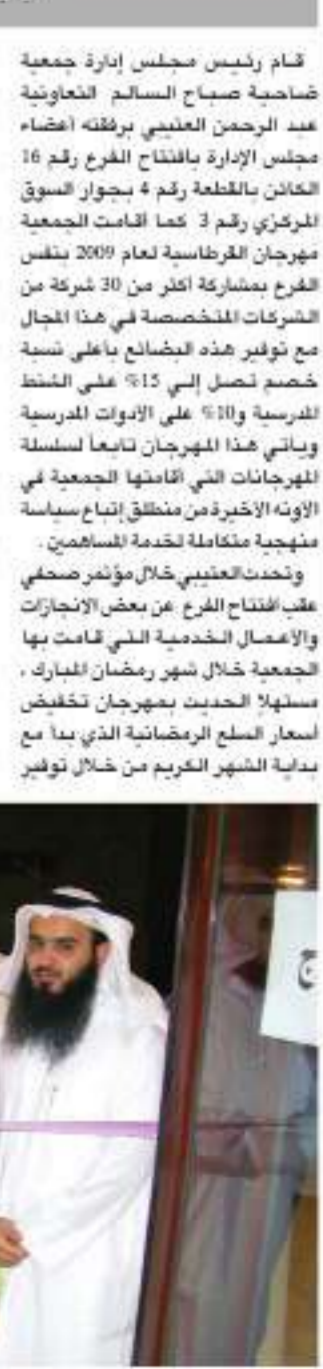 قام رئيس مجلس إدارة جمعية
ضاحية صباح السالم التعاونية
عبد الرحمن العتيبي برفقته أعضاء
مجلس الإدارة بافتتاح الفرع رقم 16
الكائن بالقطعة رقم 4 بجوار السوق
المركزي رقم 3 كما أقامت الجمعية
مهرجان القرطاسية لعام 2009 بنفس
الفرع بمشاركة أكثر من 30 شركة من
الشركات المتخصصة في هذا المجال
مع توفير هذه البضائع بأعلى نسبة
خصم تصل إلي 15% على الشنط
المدرسية و10% على الأدوات المدرسية
ويأتي هذا المهرجان تابعاً لسلسلة
المهرجانات التي أقامتها الجمعية في
الآونه الأخيرة من منطلق إتباع سياسة
منهجية متكاملة لخدمة المساهمين .
وتحدث العتيبي خلال مؤتمر صحفي
عقب افتتاح الفرع عن بعض الانجازات
والأعمال الخدمية التي قامت بها
الجمعية خلال شهر رمضان المبارك ،
مستهلا الحديث بمهرجان تخفيض
أسعار السلع الرمضانية الذي بدأ مع
بداية الشهر الكريم من خلال توفير